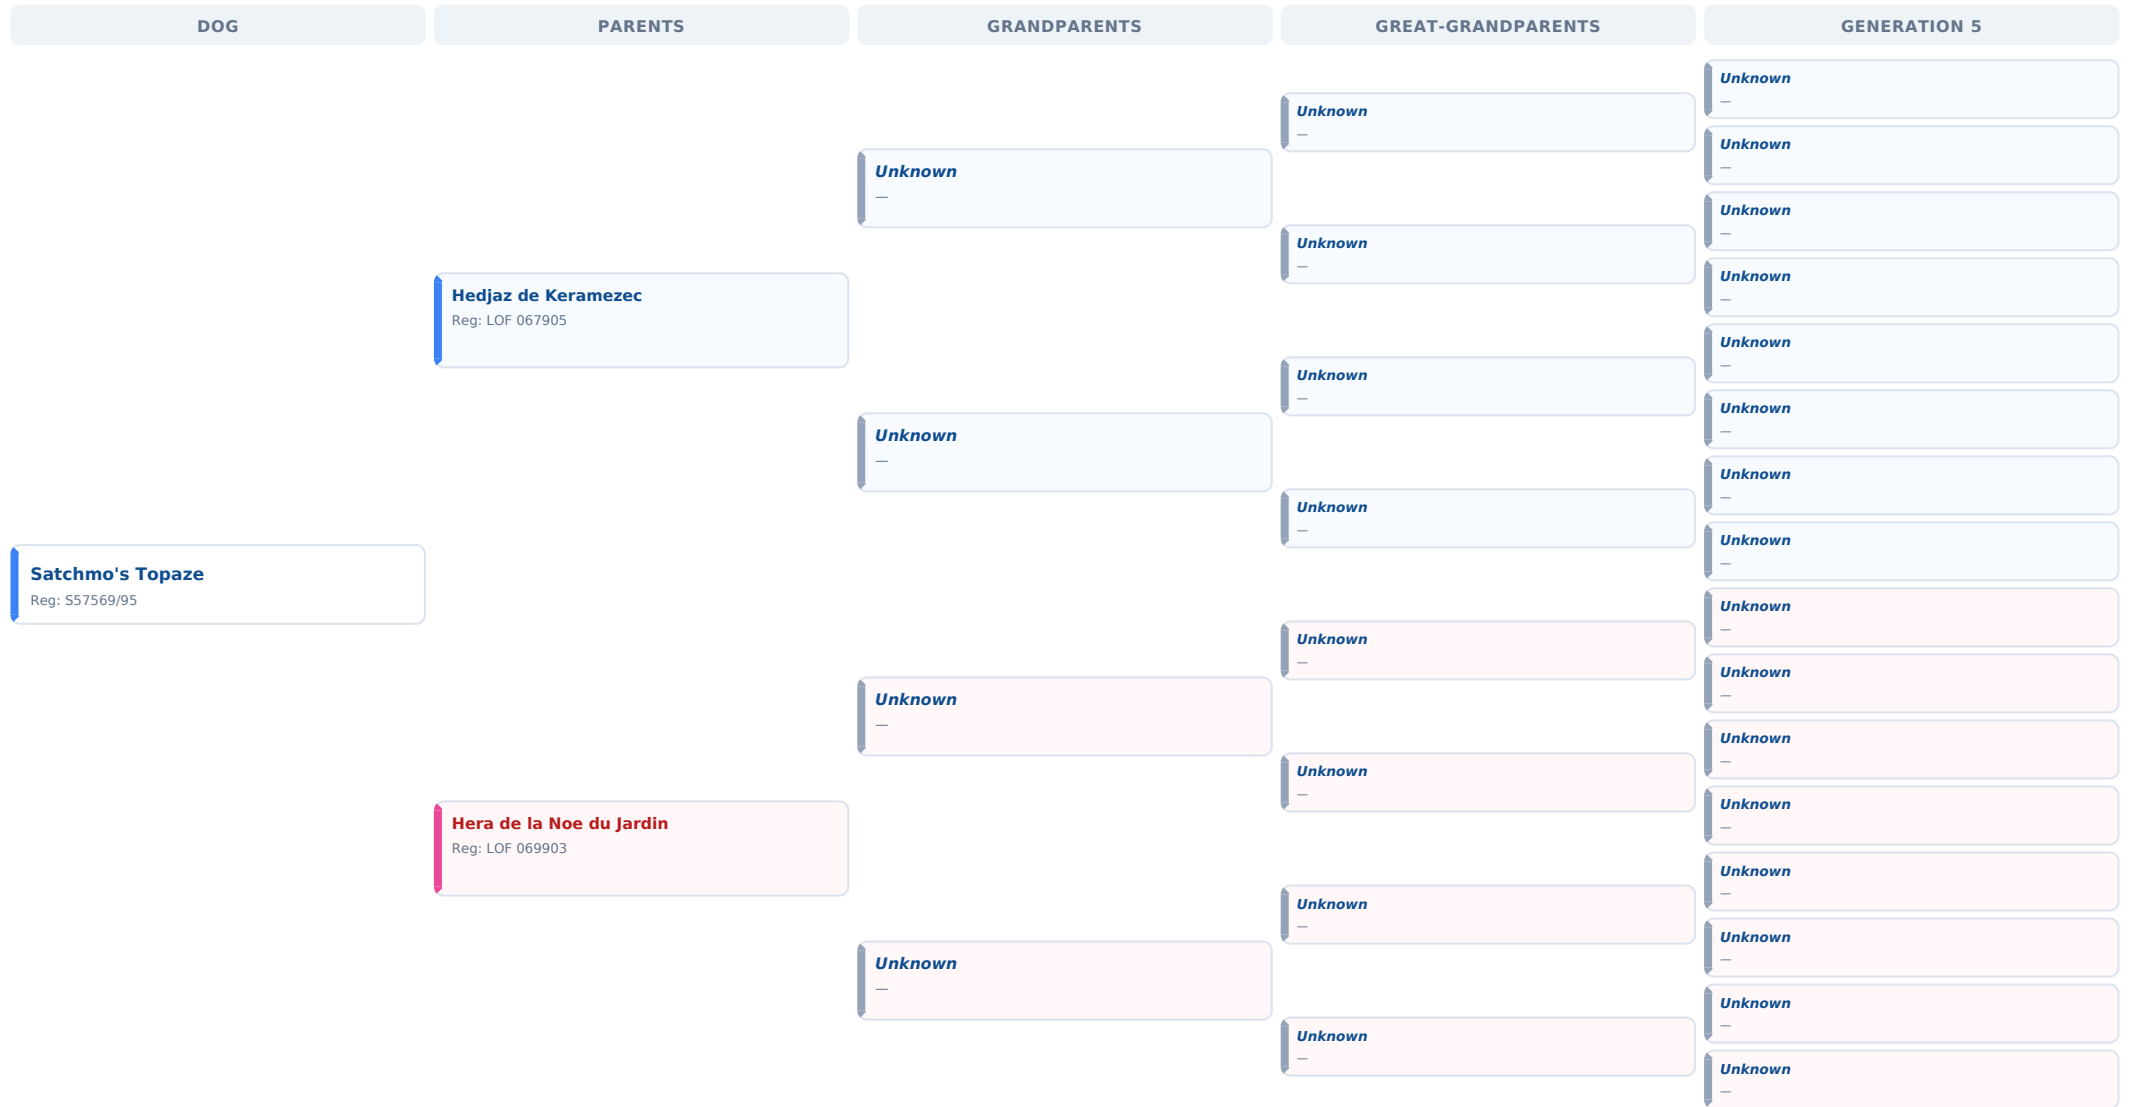 DOG
PARENTS
GRANDPARENTS
GREAT-GRANDPARENTS
GENERATION 5
Satchmo's Topaze
Reg: S57569/95
Hedjaz de Keramezec
Reg: LOF 067905
Hera de la Noe du Jardin
Reg: LOF 069903
Unknown
—
Unknown
—
Unknown
—
Unknown
—
Unknown
—
Unknown
—
Unknown
—
Unknown
—
Unknown
—
Unknown
—
Unknown
—
Unknown
—
Unknown
—
Unknown
—
Unknown
—
Unknown
—
Unknown
—
Unknown
—
Unknown
—
Unknown
—
Unknown
—
Unknown
—
Unknown
—
Unknown
—
Unknown
—
Unknown
—
Unknown
—
Unknown
—